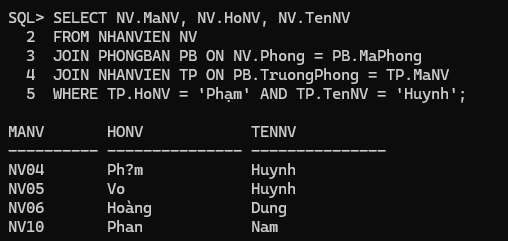 SQL> SELECT NV.MaNV, NV.HoNV, NV.TenNV
  2  FROM NHANVIEN NV
  3  JOIN PHONGBAN PB ON NV.Phong = PB.MaPhong
  4  JOIN NHANVIEN TP ON PB.TruongPhong = TP.MaNV
  5  WHERE TP.HoNV = 'Phạm' AND TP.TenNV = 'Huynh';
MANV       HONV            TENNV
---------- --------------- ---------------
NV04       Ph?m            Huynh
NV05       Vo              Huynh
NV06       Hoàng           Dung
NV10       Phan            Nam